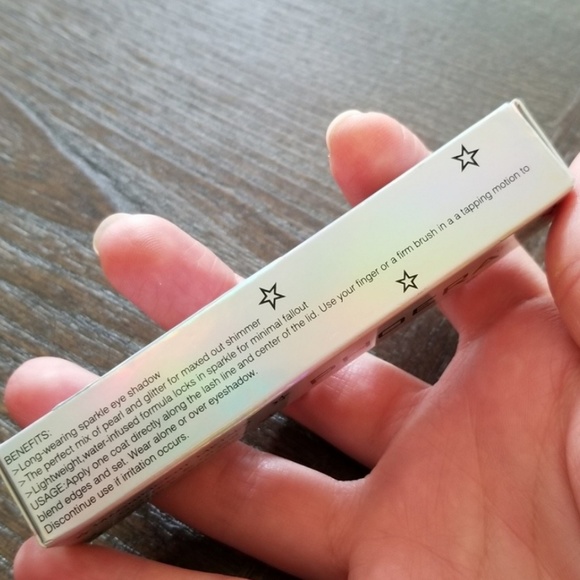 BENEFITS:
>Long-wearing sparkle eye shadow
>The perfect mix of pearl and glitter for maxed out shimmer
>Lightweight,water-infused formula locks in sparkle for minimal fallout
USAGE:Apply one coat directly along the lash line and center of the lid. Use your finger or a firm brush in a a tapping motion to
blend edges and set. Wear alone or over eyeshadow.
Discontinue use if irritation occurs.